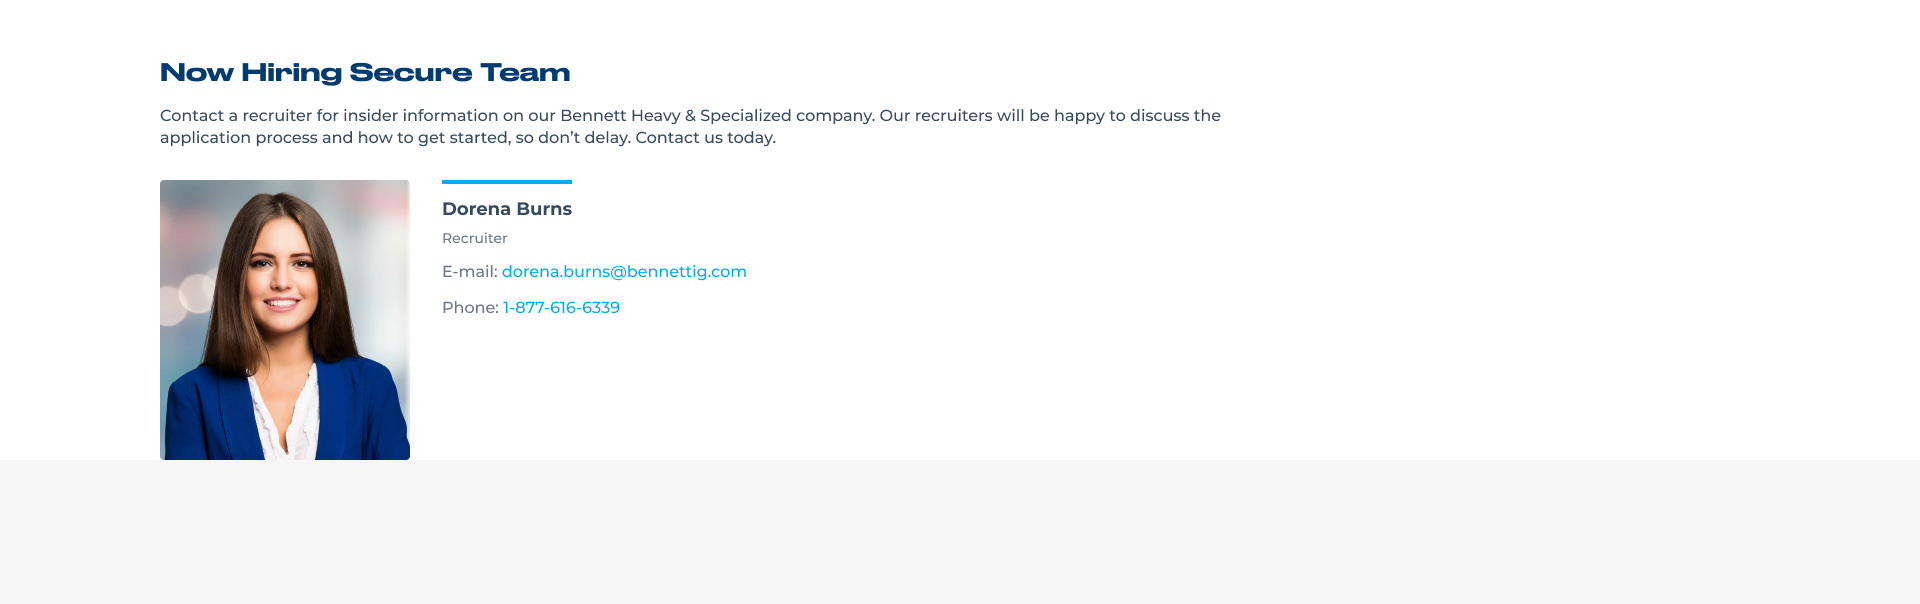 Now Hiring Secure Team
Contact a recruiter for insider information on our Bennett Heavy & Specialized company. Our recruiters will be happy to discuss the
application process and how to get started, so don’t delay. Contact us today.
Dorena Burns
Recruiter
E-mail: dorena.burns@bennettig.com
Phone: 1-877-616-6339